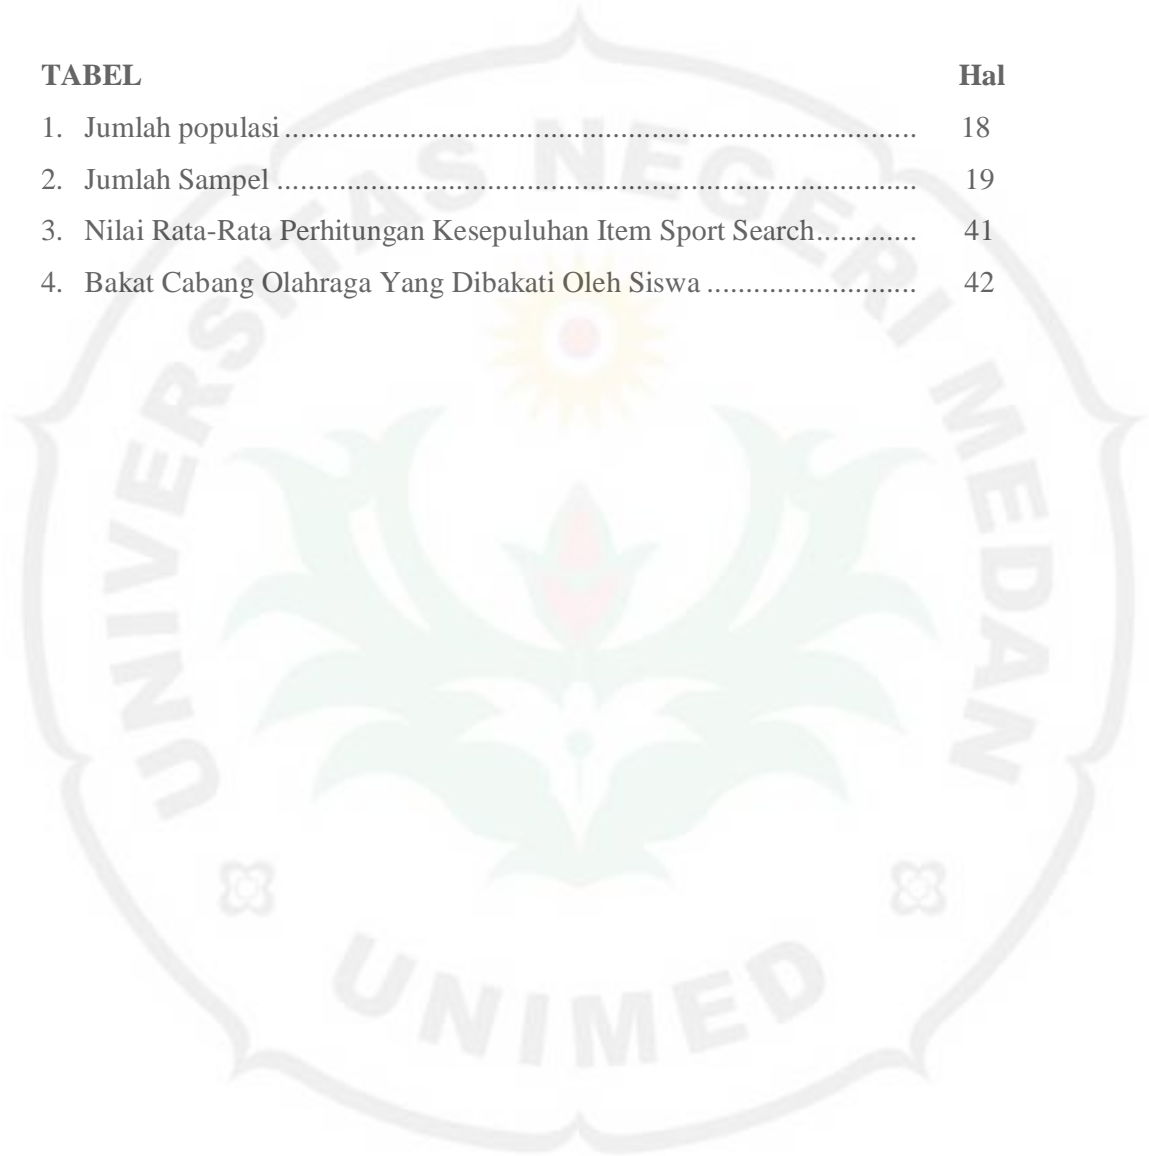 TABEL Hal
1. Jumlah populasi ................................................................................. 18
2. Jumlah Sampel .................................................................................. 19
3. Nilai Rata-Rata Perhitungan Kesepuluhan Item Sport Search............. 41
4. Bakat Cabang Olahraga Yang Dibakati Oleh Siswa ........................... 42
UNIVERSITAS NEGERI MEDAN
UNIMED